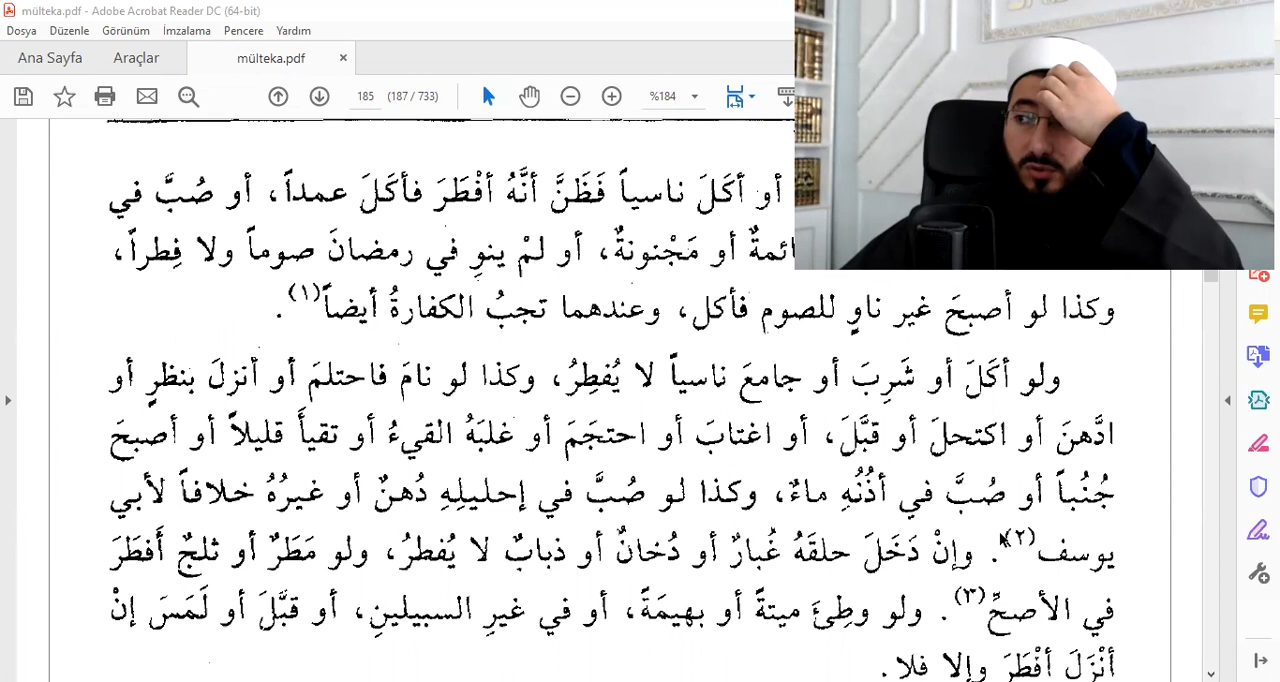 mülteka.pdf - Adobe Acrobat Reader DC (64-bit)
Dosya Düzenle Görünüm İmzalama Pencere Yardım
Ana Sayfa Araçlar mülteka.pdf ×
185 (187 / 733) %184
أو أكَلَ ناسياً فَظَنَّ أنَّهُ أفْطَرَ فأكَلَ عمداً، أو صُبَّ في
ائمةٌ أو مَجْنونةٌ، أو لمْ ينوِ في رمضانَ صوماً ولا فِطراً،
وكذا لو أصبحَ غير ناوٍ للصوم فأكل، وعندهما تجبُ الكفارةُ أيضاً(١).
ولو أكَلَ أو شَرِبَ أو جامعَ ناسياً لا يُفطِرُ، وكذا لو نامَ فاحتلمَ أو أنزلَ بنظرٍ أو
ادَّهنَ أو اكتحلَ أو قبَّلَ، أو اغتابَ أو احتجَمَ أو غلبَهُ القيءُ أو تقيأَ قليلاً أو أصبحَ
جُنُباً أو صُبَّ في أذُنُهِ ماءٌ، وكذا لو صُبَّ في إحليلِهِ دُهنٌ أو غيرُهُ خلافاً لأبي
يوسف(٢). وإنْ دَخَلَ حلقَهُ غُبارٌ أو دُخانٌ أو ذبابٌ لا يُفطرُ، ولو مَطَرٌ أو ثلجٌ أَفطَرَ
في الأصحِّ(٣). ولو وطِئَ ميتةً أو بهيمَةً، أو في غيرِ السبيلينِ، أو قبَّلَ أو لَمَسَ إنْ
أنْزَلَ أفْطَرَ وإلا فلا.